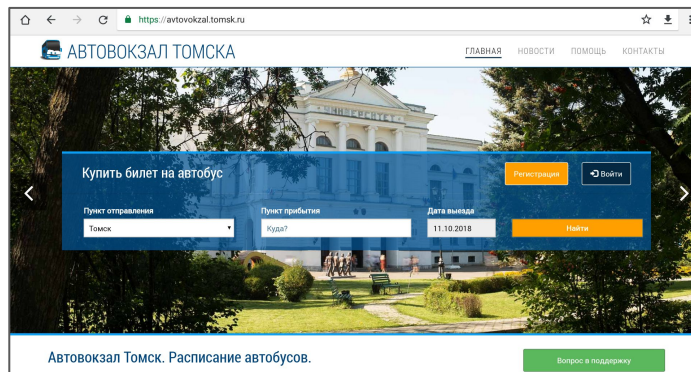 https://avtovokzal.tomsk.ru
АВТОВОКЗАЛ ТОМСКА
ГЛАВНАЯ НОВОСТИ ПОМОЩЬ КОНТАКТЫ
УНИВЕРСИТЕТ
Купить билет на автобус
Регистрация Войти
Пункт отправления Пункт прибытия Дата выезда
Томск Куда? 11.10.2018 Найти
Автовокзал Томск. Расписание автобусов.
Вопрос в поддержку